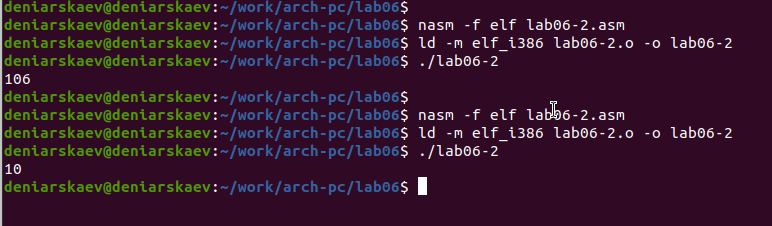 deniarskaev@deniarskaev:~/work/arch-pc/lab06$
deniarskaev@deniarskaev:~/work/arch-pc/lab06$ nasm -f elf lab06-2.asm
deniarskaev@deniarskaev:~/work/arch-pc/lab06$ ld -m elf_i386 lab06-2.o -o lab06-2
deniarskaev@deniarskaev:~/work/arch-pc/lab06$ ./lab06-2
106
deniarskaev@deniarskaev:~/work/arch-pc/lab06$
deniarskaev@deniarskaev:~/work/arch-pc/lab06$ nasm -f elf lab06-2.asm
deniarskaev@deniarskaev:~/work/arch-pc/lab06$ ld -m elf_i386 lab06-2.o -o lab06-2
deniarskaev@deniarskaev:~/work/arch-pc/lab06$ ./lab06-2
10
deniarskaev@deniarskaev:~/work/arch-pc/lab06$